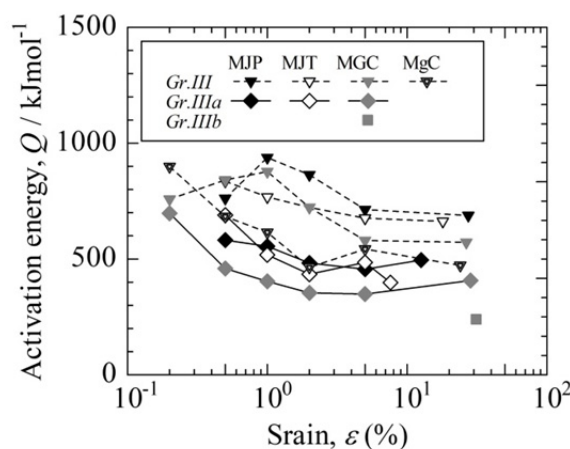 1500
1000
500
0
Activation energy, Q / kJmol⁻¹
MJP MJT MGC MgC
Gr.III
Gr.IIIa
Gr.IIIb
10⁻¹ 10⁰ 10¹ 10²
Srain, ε (%)